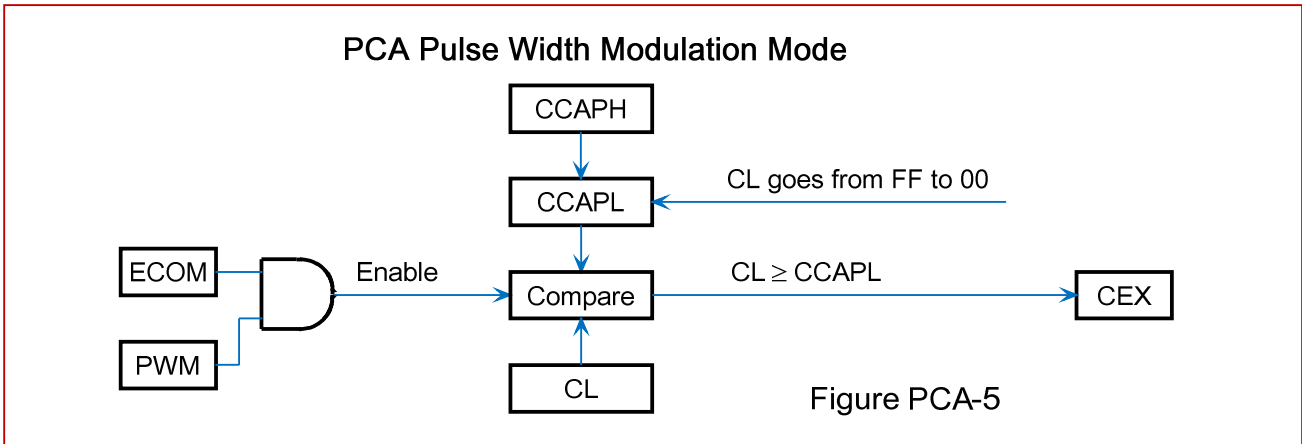 PCA Pulse Width Modulation Mode
CCAPH
CL goes from FF to 00
CCAPL
ECOM
Enable
Compare
CL ≥ CCAPL
CEX
PWM
CL
Figure PCA-5